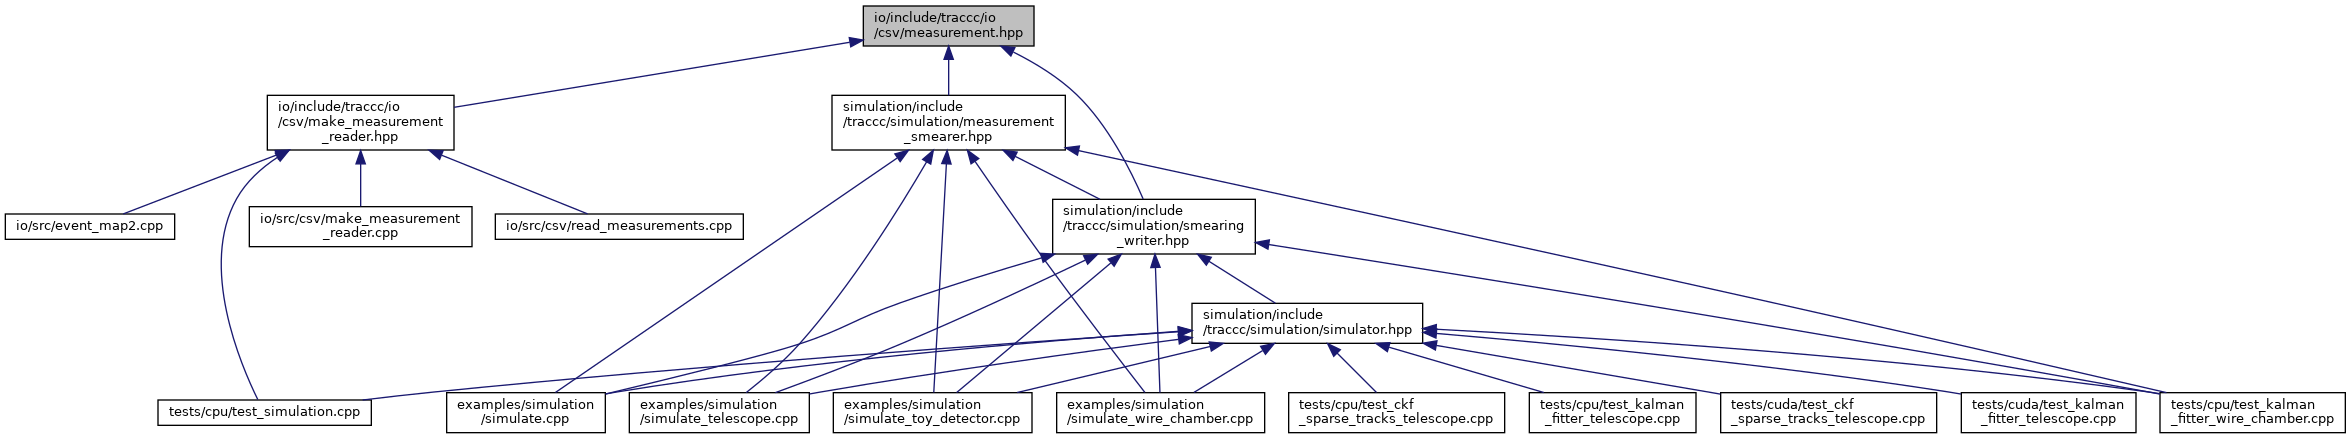 io/include/traccc/io
/csv/measurement.hpp
io/include/traccc/io
/csv/make_measurement
_reader.hpp
simulation/include
/traccc/simulation/measurement
_smearer.hpp
io/src/event_map2.cpp
io/src/csv/make_measurement
_reader.cpp
io/src/csv/read_measurements.cpp
simulation/include
/traccc/simulation/smearing
_writer.hpp
simulation/include
/traccc/simulation/simulator.hpp
tests/cpu/test_simulation.cpp
examples/simulation
/simulate.cpp
examples/simulation
/simulate_telescope.cpp
examples/simulation
/simulate_toy_detector.cpp
examples/simulation
/simulate_wire_chamber.cpp
tests/cpu/test_ckf
_sparse_tracks_telescope.cpp
tests/cpu/test_kalman
_fitter_telescope.cpp
tests/cuda/test_ckf
_sparse_tracks_telescope.cpp
tests/cuda/test_kalman
_fitter_telescope.cpp
tests/cpu/test_kalman
_fitter_wire_chamber.cpp